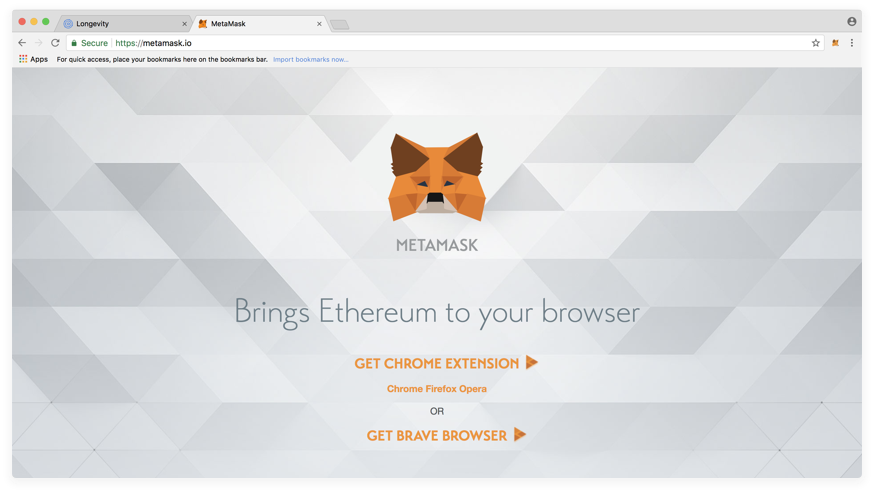 Longevity
MetaMask
Secure https://metamask.io
Apps For quick access, place your bookmarks here on the bookmarks bar. Import bookmarks now...
METAMASK
Brings Ethereum to your browser
GET CHROME EXTENSION
Chrome Firefox Opera
OR
GET BRAVE BROWSER